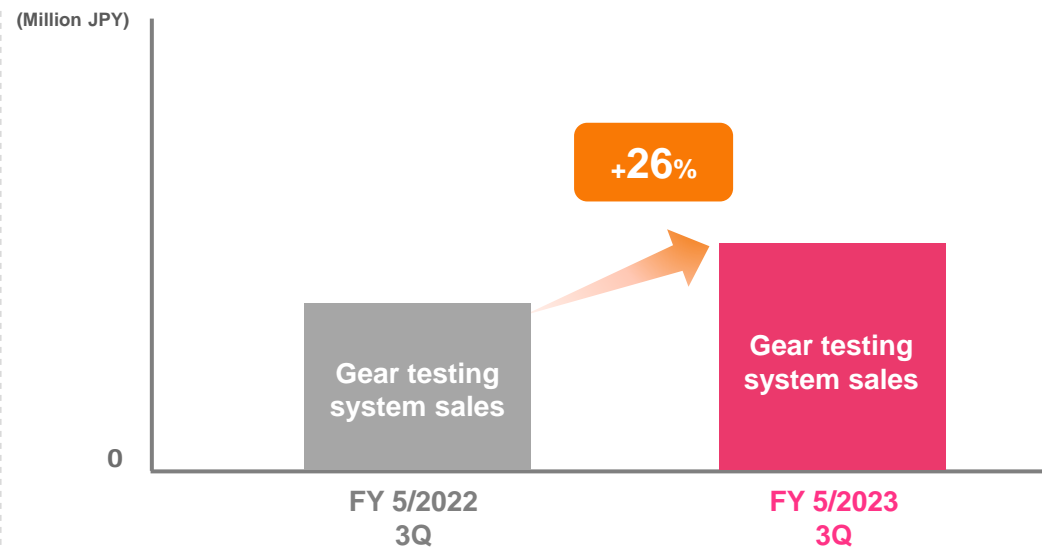 (Million JPY)
+26%
Gear testing
system sales
Gear testing
system sales
0
FY 5/2022
3Q
FY 5/2023
3Q